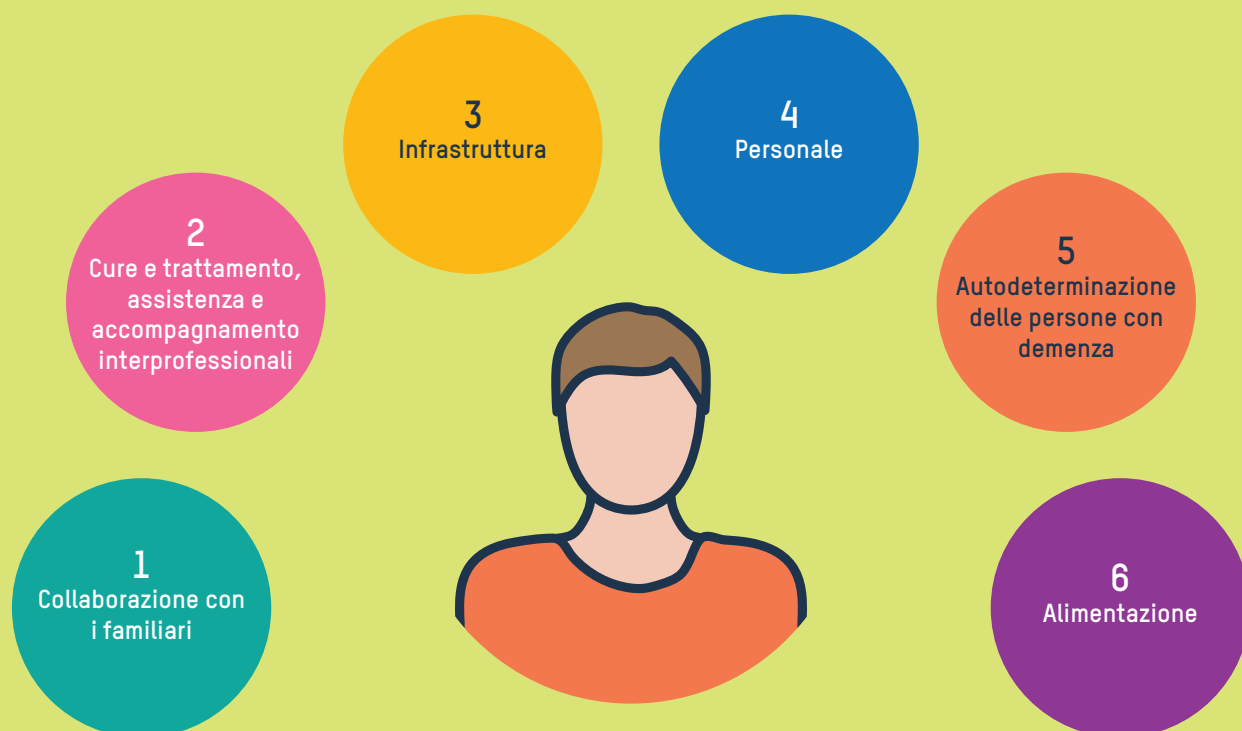 1
Collaborazione con
i familiari
2
Cure e trattamento,
assistenza e
accompagnamento
interprofessionali
3
Infrastruttura
4
Personale
5
Autodeterminazione
delle persone con
demenza
6
Alimentazione